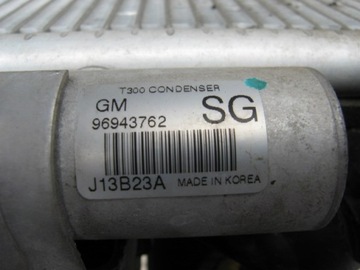 T300 CONDENSER
GM SG
96943762
J13B23A MADE IN KOREA